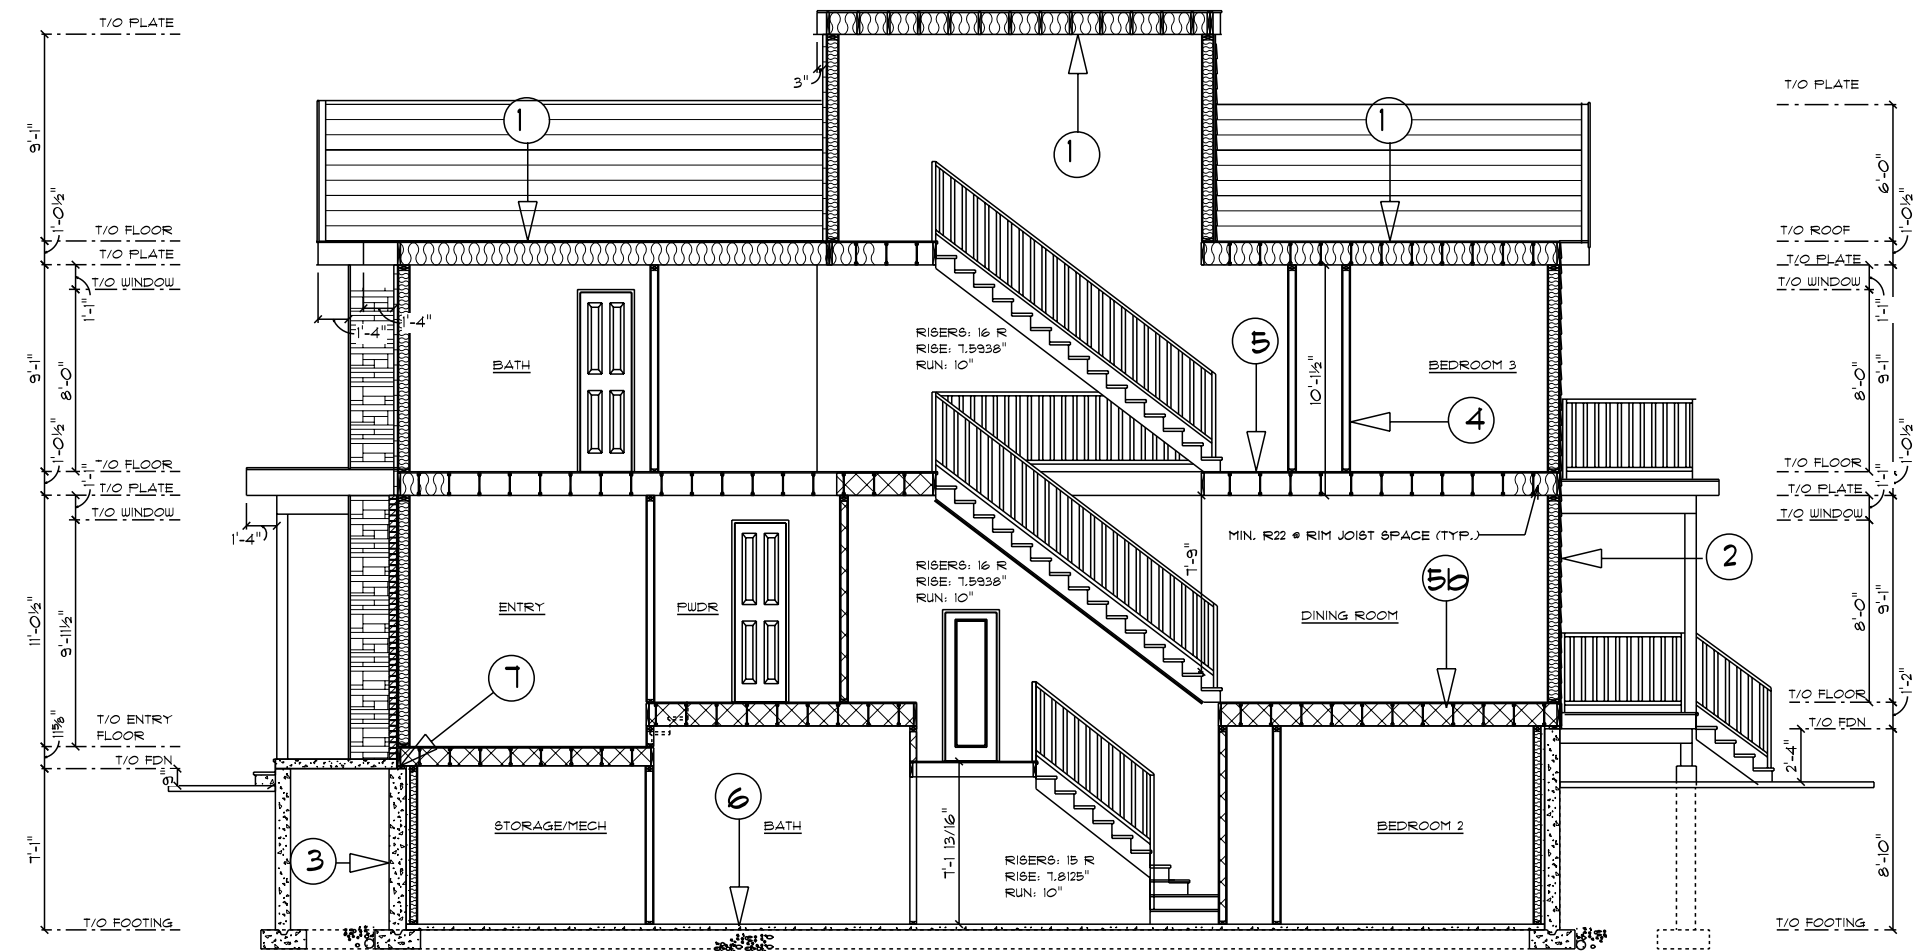 T/O PLATE
3"
T/O PLATE
1
1
1
9'-1"
6'-0"
1'-0½"
1'-0½"
T/O FLOOR
T/O ROOF
T/O PLATE
T/O PLATE
T/O WINDOW
T/O WINDOW
1'-1"
1'-1"
1'-4"
1'-4"
RISERS: 16 R
RISE: 7.5938"
RUN: 10"
5
BATH
10'-1½"
BEDROOM 3
9'-1"
8'-0"
8'-0"
9'-1"
4
1'-0½"
1'-0½"
T/O FLOOR
T/O FLOOR
1'-1"
1'-1"
T/O PLATE
T/O PLATE
T/O WINDOW
T/O WINDOW
1'-4"
MIN. R22 @ RIM JOIST SPACE (TYP.)
2
7'-9"
RISERS: 16 R
RISE: 7.5938"
RUN: 10"
5b
ENTRY
PWDR
DINING ROOM
11'-0½"
9'-11½"
8'-0"
9'-1"
7
T/O FLOOR
1'-2"
T/O ENTRY
FLOOR
11⅝"
T/O FDN
T/O FDN
9"
2'-4"
6
STORAGE/MECH
BATH
BEDROOM 2
7'-1 13/16"
3
7'-1"
8'-10"
RISERS: 15 R
RISE: 7.8125"
RUN: 10"
T/O FOOTING
T/O FOOTING